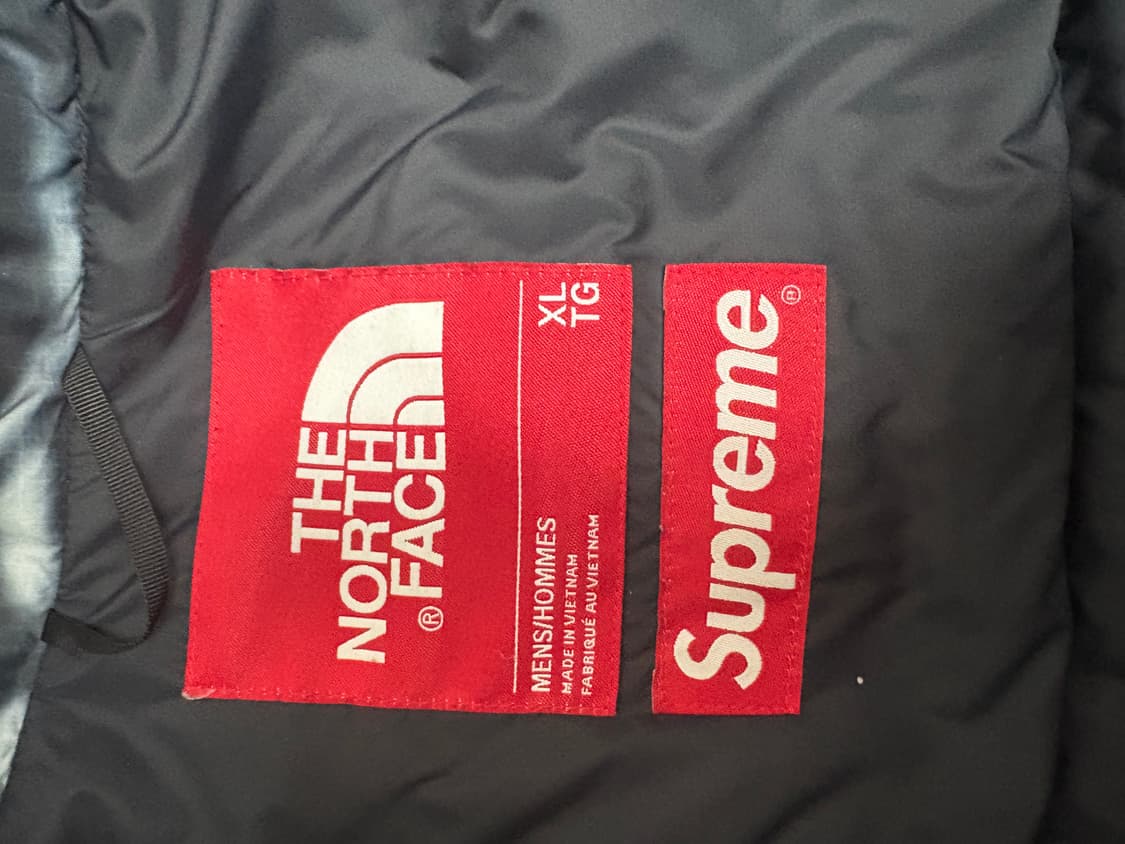 THE
NORTH
FACE®
XL
TG
MENS/HOMMES
MADE IN VIETNAM
FABRIQUÉ AU VIETNAM
Supreme®